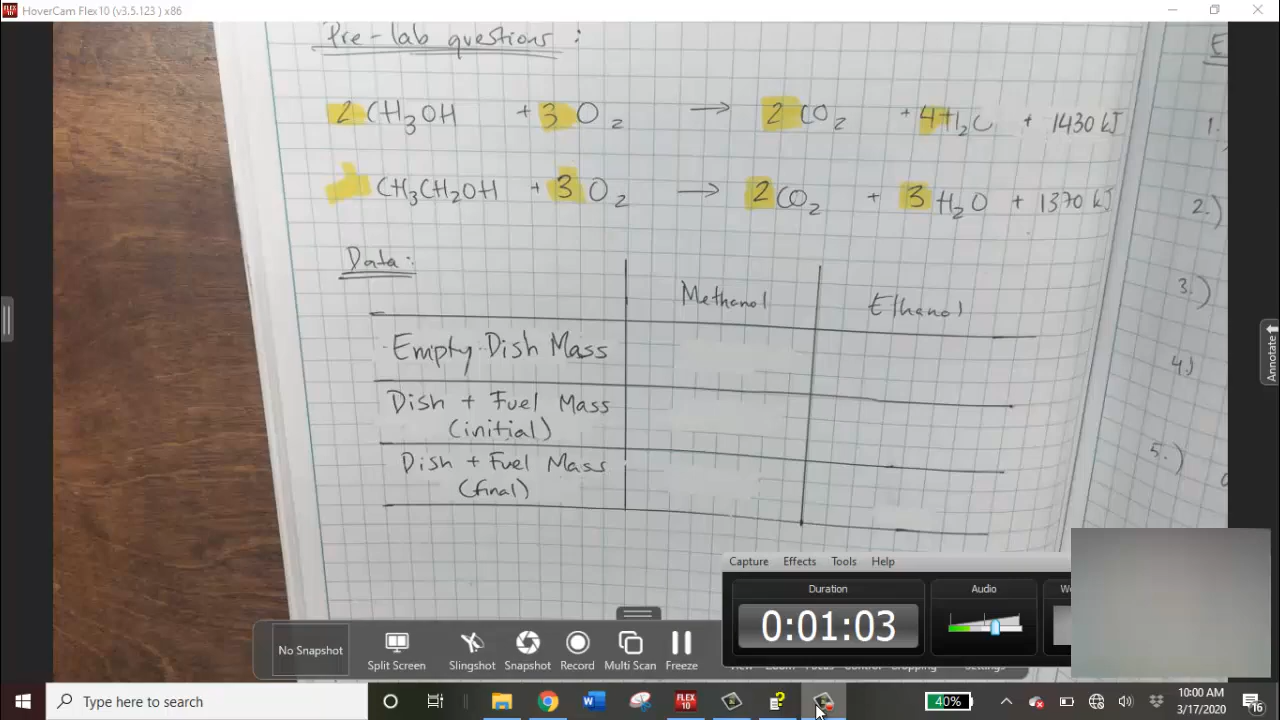 HoverCam Flex10 (v3.5.123) x86
Pre-lab questions :
2 CH3OH + 3 O2 → 2 CO2 + 4 H2O + 1430 kJ
1 CH3CH2OH + 3 O2 → 2 CO2 + 3 H2O + 1370 kJ
Data:
Methanol Ethanol
Empty Dish Mass
Dish + Fuel Mass
(initial)
Dish + Fuel Mass
(final)
E
1.
2.)
3.)
4.)
5.)
Annotate
Capture Effects Tools Help
Duration Audio
0:01:03
No Snapshot Split Screen Slingshot Snapshot Record Multi Scan Freeze
FLEX 10
Type here to search
40%
10:00 AM
3/17/2020
16